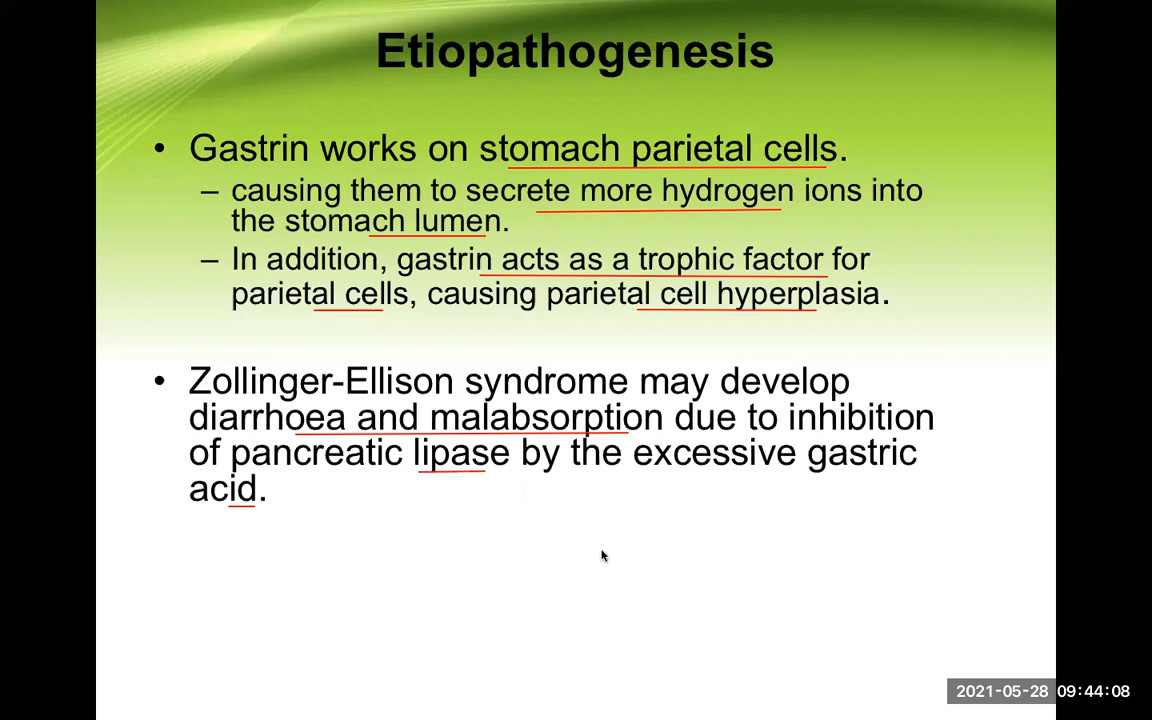 Etiopathogenesis
• Gastrin works on stomach parietal cells.
– causing them to secrete more hydrogen ions into
the stomach lumen.
– In addition, gastrin acts as a trophic factor for
parietal cells, causing parietal cell hyperplasia.
• Zollinger-Ellison syndrome may develop
diarrhoea and malabsorption due to inhibition
of pancreatic lipase by the excessive gastric
acid.
2021-05-28 09:44:08